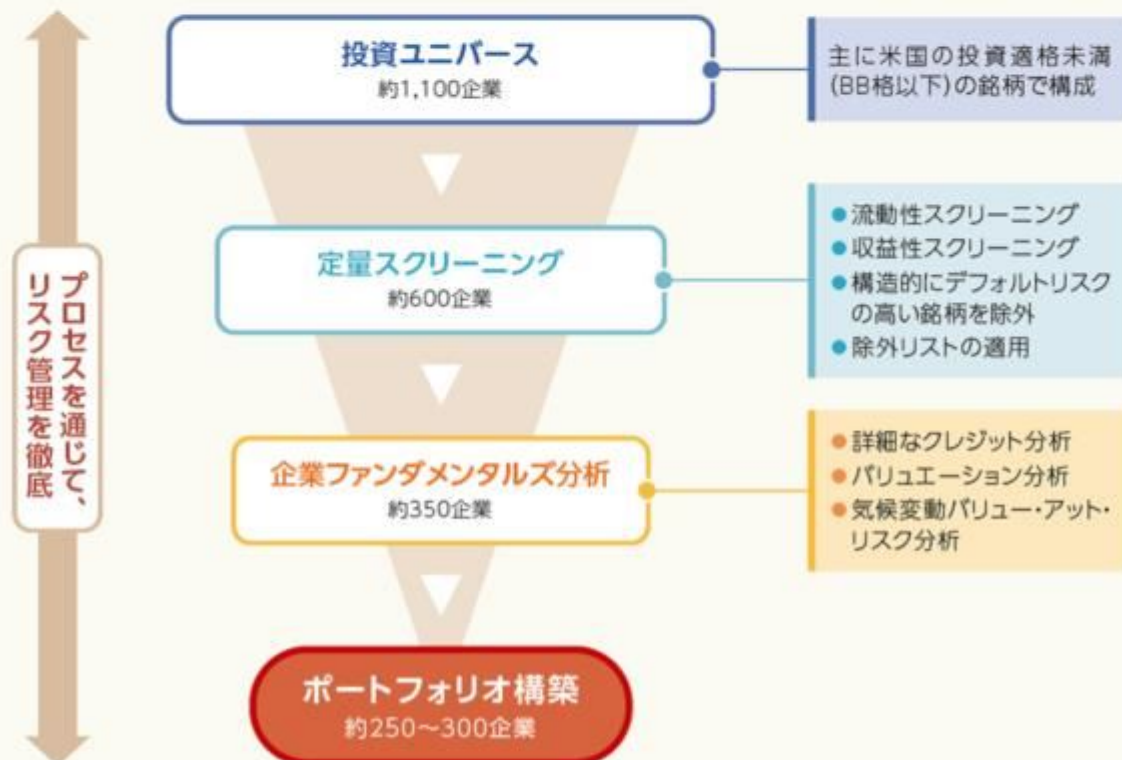 投資ユニバース
約1,100企業
主に米国の投資適格未満
(BB格以下)の銘柄で構成
定量スクリーニング
約600企業
●流動性スクリーニング
●収益性スクリーニング
●構造的にデフォルトリスク
の高い銘柄を除外
●除外リストの適用
プロセスを通じて、
リスク管理を徹底
企業ファンダメンタルズ分析
約350企業
●詳細なクレジット分析
●バリュエーション分析
●気候変動バリュー・アット・
リスク分析
ポートフォリオ構築
約250〜300企業